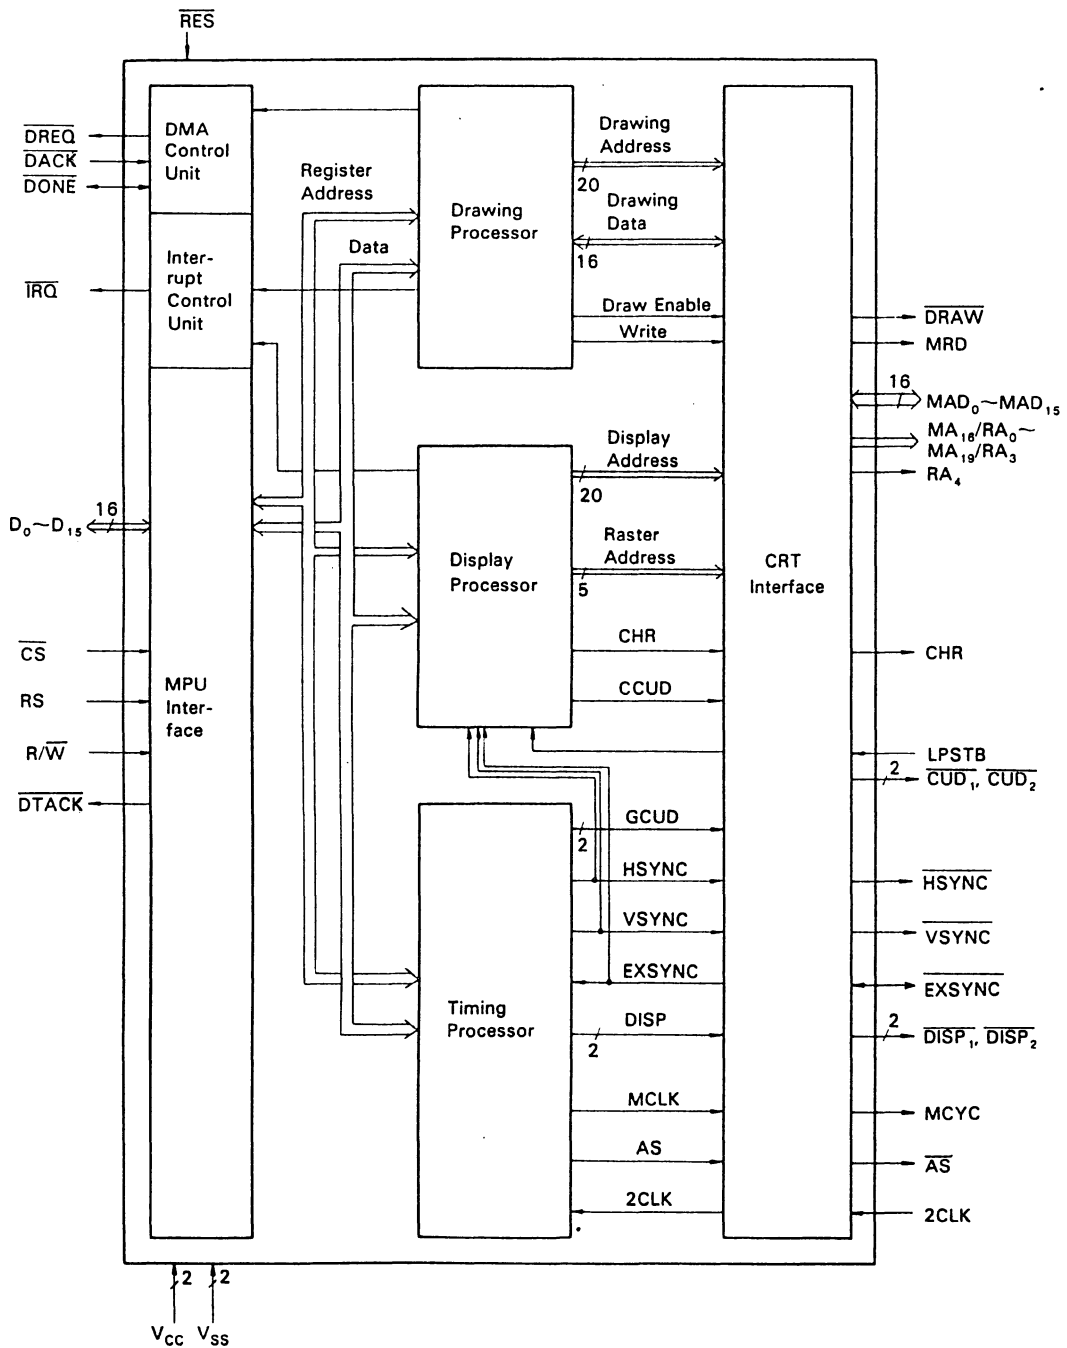 RES
DREQ
DACK
DONE
IRQ
D0~D15
16
CS
RS
R/W
DTACK
DMA
Control
Unit
Inter-
rupt
Control
Unit
MPU
Inter-
face
Register
Address
Data
Drawing
Processor
Display
Processor
Timing
Processor
Drawing
Address
20
Drawing
Data
16
Draw Enable
Write
Display
Address
20
Raster
Address
5
CHR
CCUD
GCUD
2
HSYNC
VSYNC
EXSYNC
DISP
2
MCLK
AS
2CLK
CRT
Interface
DRAW
MRD
16
MAD0~MAD15
MA16/RA0~
MA19/RA3
RA4
CHR
LPSTB
2
CUD1, CUD2
HSYNC
VSYNC
EXSYNC
2
DISP1, DISP2
MCYC
AS
2CLK
2
2
VCC
VSS